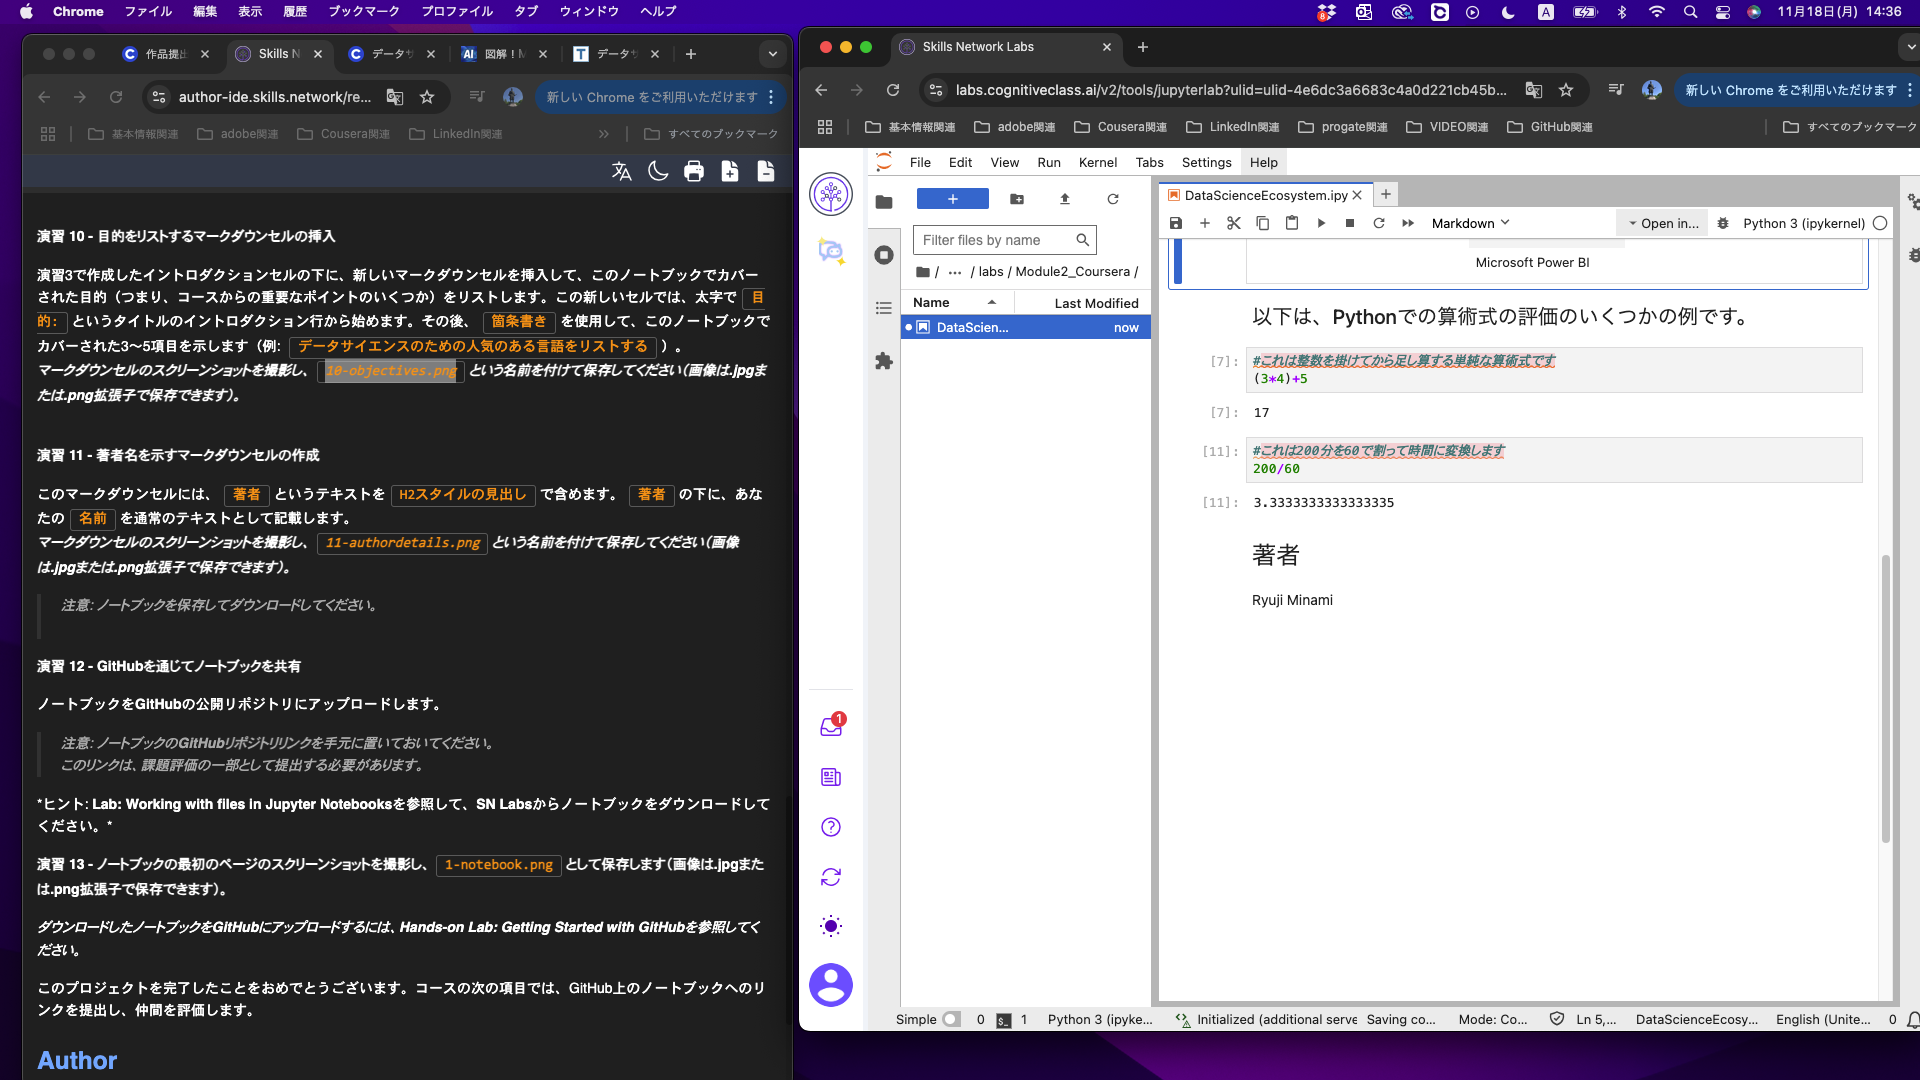 Chrome ファイル 編集 表示 履歴 ブックマーク プロファイル タブ ウィンドウ ヘルプ
8 A 11月18日(月) 14:36
作品提出 Skills N データサ 図解！M データサ
author-ide.skills.network/re...
新しい Chrome をご利用いただけます
基本情報関連 adobe関連 Cousera関連 LinkedIn関連 » すべてのブックマーク
演習 10 - 目的をリストするマークダウンセルの挿入
演習3で作成したイントロダクションセルの下に、新しいマークダウンセルを挿入して、このノートブックでカバー
された目的（つまり、コースからの重要なポイントのいくつか）をリストします。この新しいセルでは、太字で 目
的: というタイトルのイントロダクション行から始めます。その後、 箇条書き を使用して、このノートブックで
カバーされた3〜5項目を示します（例: データサイエンスのための人気のある言語をリストする ）。
マークダウンセルのスクリーンショットを撮影し、 10-objectives.png という名前を付けて保存してください（画像は.jpgま
たは.png拡張子で保存できます）。
演習 11 - 著者名を示すマークダウンセルの作成
このマークダウンセルには、 著者 というテキストを H2スタイルの見出し で含めます。 著者 の下に、あな
たの 名前 を通常のテキストとして記載します。
マークダウンセルのスクリーンショットを撮影し、 11-authordetails.png という名前を付けて保存してください（画像
は.jpgまたは.png拡張子で保存できます）。
注意: ノートブックを保存してダウンロードしてください。
演習 12 - GitHubを通じてノートブックを共有
ノートブックをGitHubの公開リポジトリにアップロードします。
注意: ノートブックのGitHubリポジトリリンクを手元に置いておいてください。
このリンクは、課題評価の一部として提出する必要があります。
*ヒント: Lab: Working with files in Jupyter Notebooksを参照して、SN Labsからノートブックをダウンロードして
ください。*
演習 13 - ノートブックの最初のページのスクリーンショットを撮影し、 1-notebook.png として保存します（画像は.jpgまた
は.png拡張子で保存できます）。
ダウンロードしたノートブックをGitHubにアップロードするには、Hands-on Lab: Getting Started with GitHubを参照してく
ださい。
このプロジェクトを完了したことをおめでとうございます。コースの次の項目では、GitHub上のノートブックへのリ
ンクを提出し、仲間を評価します。
Author
Skills Network Labs
labs.cognitiveclass.ai/v2/tools/jupyterlab?ulid=ulid-4e6dc3a6683c4a0d221cb45b...
新しい Chrome をご利用いただけます
基本情報関連 adobe関連 Cousera関連 LinkedIn関連 progate関連 VIDEO関連 GitHub関連 すべてのブックマーク
File Edit View Run Kernel Tabs Settings Help
1
Filter files by name
/ ... / labs / Module2_Coursera /
Name Last Modified
DataScien... now
DataScienceEcosystem.ipy
Markdown Open in... Python 3 (ipykernel)
Microsoft Power BI
以下は、Pythonでの算術式の評価のいくつかの例です。
[7]: #これは整数を掛けてから足し算する単純な算術式です
(3*4)+5
[7]: 17
[11]: #これは200分を60で割って時間に変換します
200/60
[11]: 3.3333333333333335
著者
Ryuji Minami
Simple 0 $_ 1 Python 3 (ipyke... Initialized (additional serve Saving co... Mode: Co... Ln 5,... DataScienceEcosy... English (Unite... 0